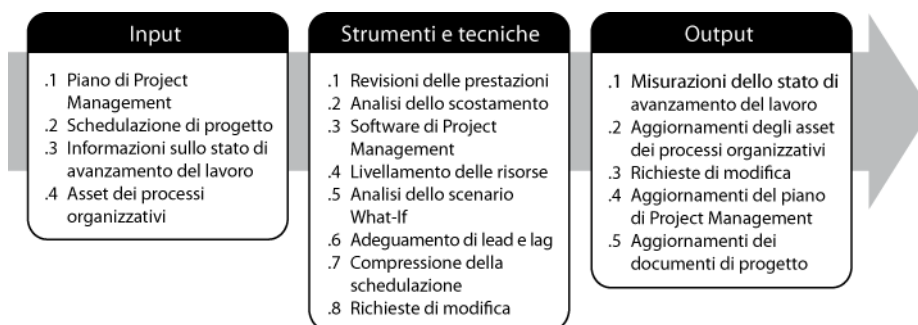 Input
.1 Piano di Project
Management
.2 Schedulazione di progetto
.3 Informazioni sullo stato di
avanzamento del lavoro
.4 Asset dei processi
organizzativi
Strumenti e tecniche
.1 Revisioni delle prestazioni
.2 Analisi dello scostamento
.3 Software di Project
Management
.4 Livellamento delle risorse
.5 Analisi dello scenario
What-If
.6 Adeguamento di lead e lag
.7 Compressione della
schedulazione
.8 Richieste di modifica
Output
.1 Misurazioni dello stato di
avanzamento del lavoro
.2 Aggiornamenti degli asset
dei processi organizzativi
.3 Richieste di modifica
.4 Aggiornamenti del piano
di Project Management
.5 Aggiornamenti dei
documenti di progetto